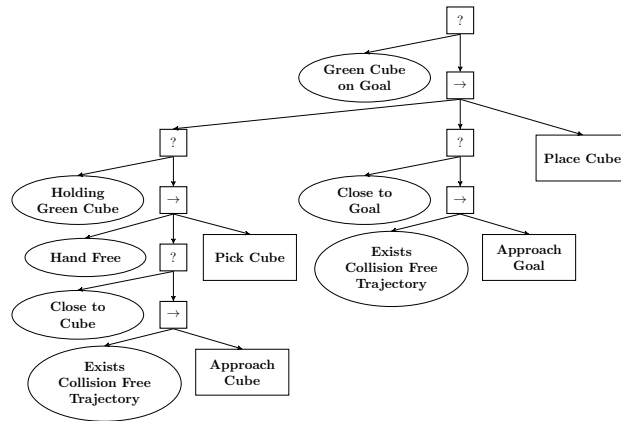 ?
Green Cube
on Goal
→
?
?
Place Cube
Holding
Green Cube
→
Close to
Goal
→
Hand Free
?
Pick Cube
Exists
Collision Free
Trajectory
Approach
Goal
Close to
Cube
→
Exists
Collision Free
Trajectory
Approach
Cube